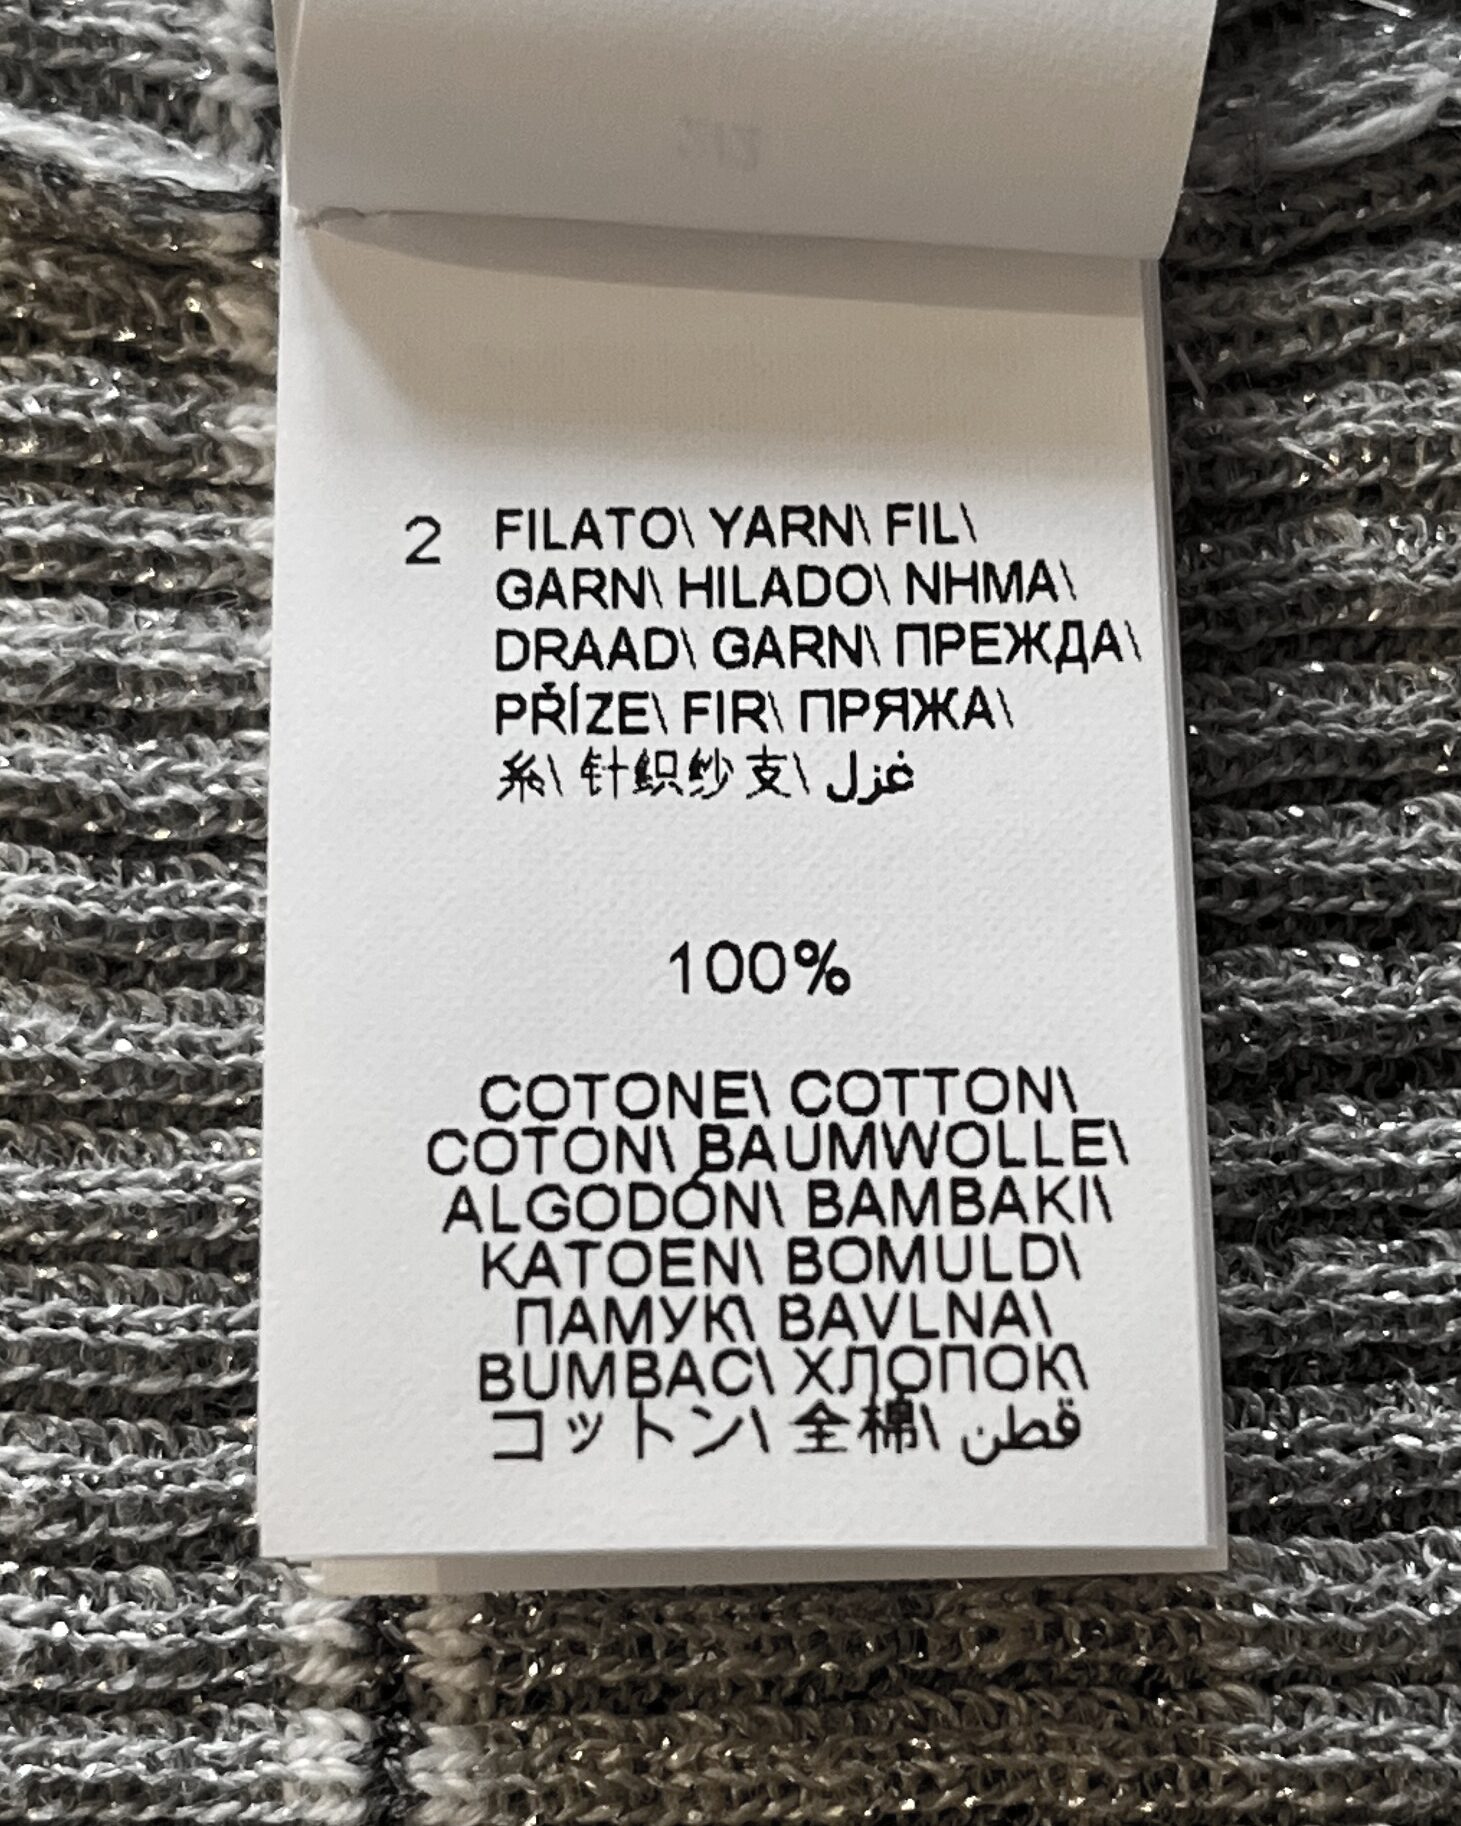 2 FILATO\ YARN\ FIL\
GARN\ HILADO\ NHMA\
DRAAD\ GARN\ ПРЕЖДА\
PŘÍZE\ FIR\ ПРЯЖА\
糸\ 针织纱支\ غزل
100%
COTONE\ COTTON\
COTON\ BAUMWOLLE\
ALGODÓN\ BAMBAKI\
KATOEN\ BOMULD\
ПАМУК\ BAVLNA\
BUMBAC\ ХЛОПОК\
コットン\ 全棉\ قطن